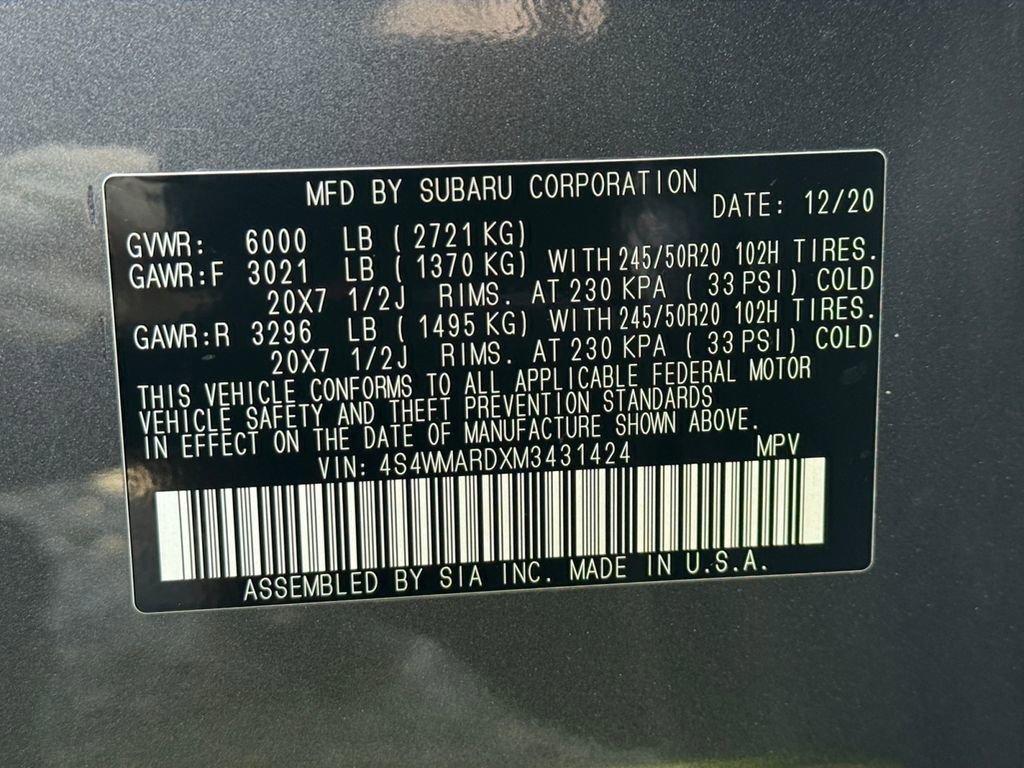 MFD BY SUBARU CORPORATION
DATE: 12/20
GVWR: 6000 LB ( 2721 KG)
GAWR:F 3021 LB ( 1370 KG) WITH 245/50R20 102H TIRES.
20X7 1/2J RIMS. AT 230 KPA ( 33 PSI) COLD
GAWR:R 3296 LB ( 1495 KG) WITH 245/50R20 102H TIRES.
20X7 1/2J RIMS. AT 230 KPA ( 33 PSI) COLD
THIS VEHICLE CONFORMS TO ALL APPLICABLE FEDERAL MOTOR
VEHICLE SAFETY AND THEFT PREVENTION STANDARDS
IN EFFECT ON THE DATE OF MANUFACTURE SHOWN ABOVE.
VIN: 4S4WMARDXM3431424 MPV
ASSEMBLED BY SIA INC. MADE IN U.S.A.